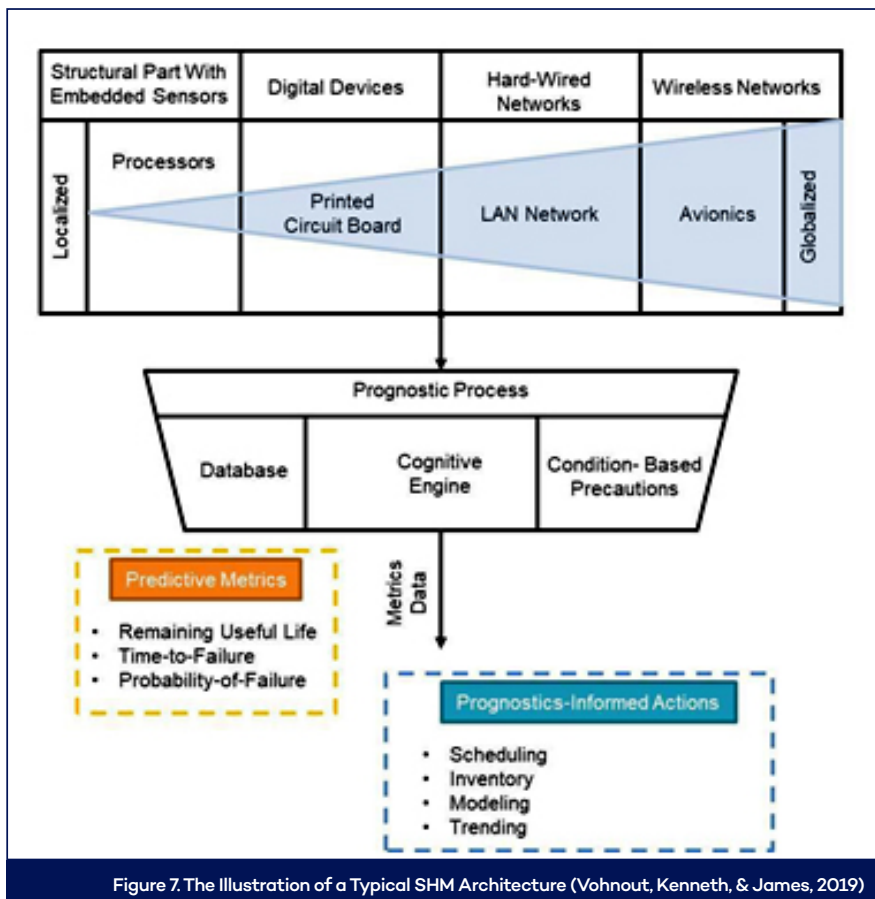 Structural Part With
Embedded Sensors
Digital Devices
Hard-Wired
Networks
Wireless Networks
Localized
Processors
Printed
Circuit Board
LAN Network
Avionics
Globalized
Prognostic Process
Database
Cognitive
Engine
Condition- Based
Precautions
Metrics
Data
Predictive Metrics
• Remaining Useful Life
• Time-to-Failure
• Probability-of-Failure
Prognostics-Informed Actions
• Scheduling
• Inventory
• Modeling
• Trending
Figure 7. The Illustration of a Typical SHM Architecture (Vohnout, Kenneth, & James, 2019)